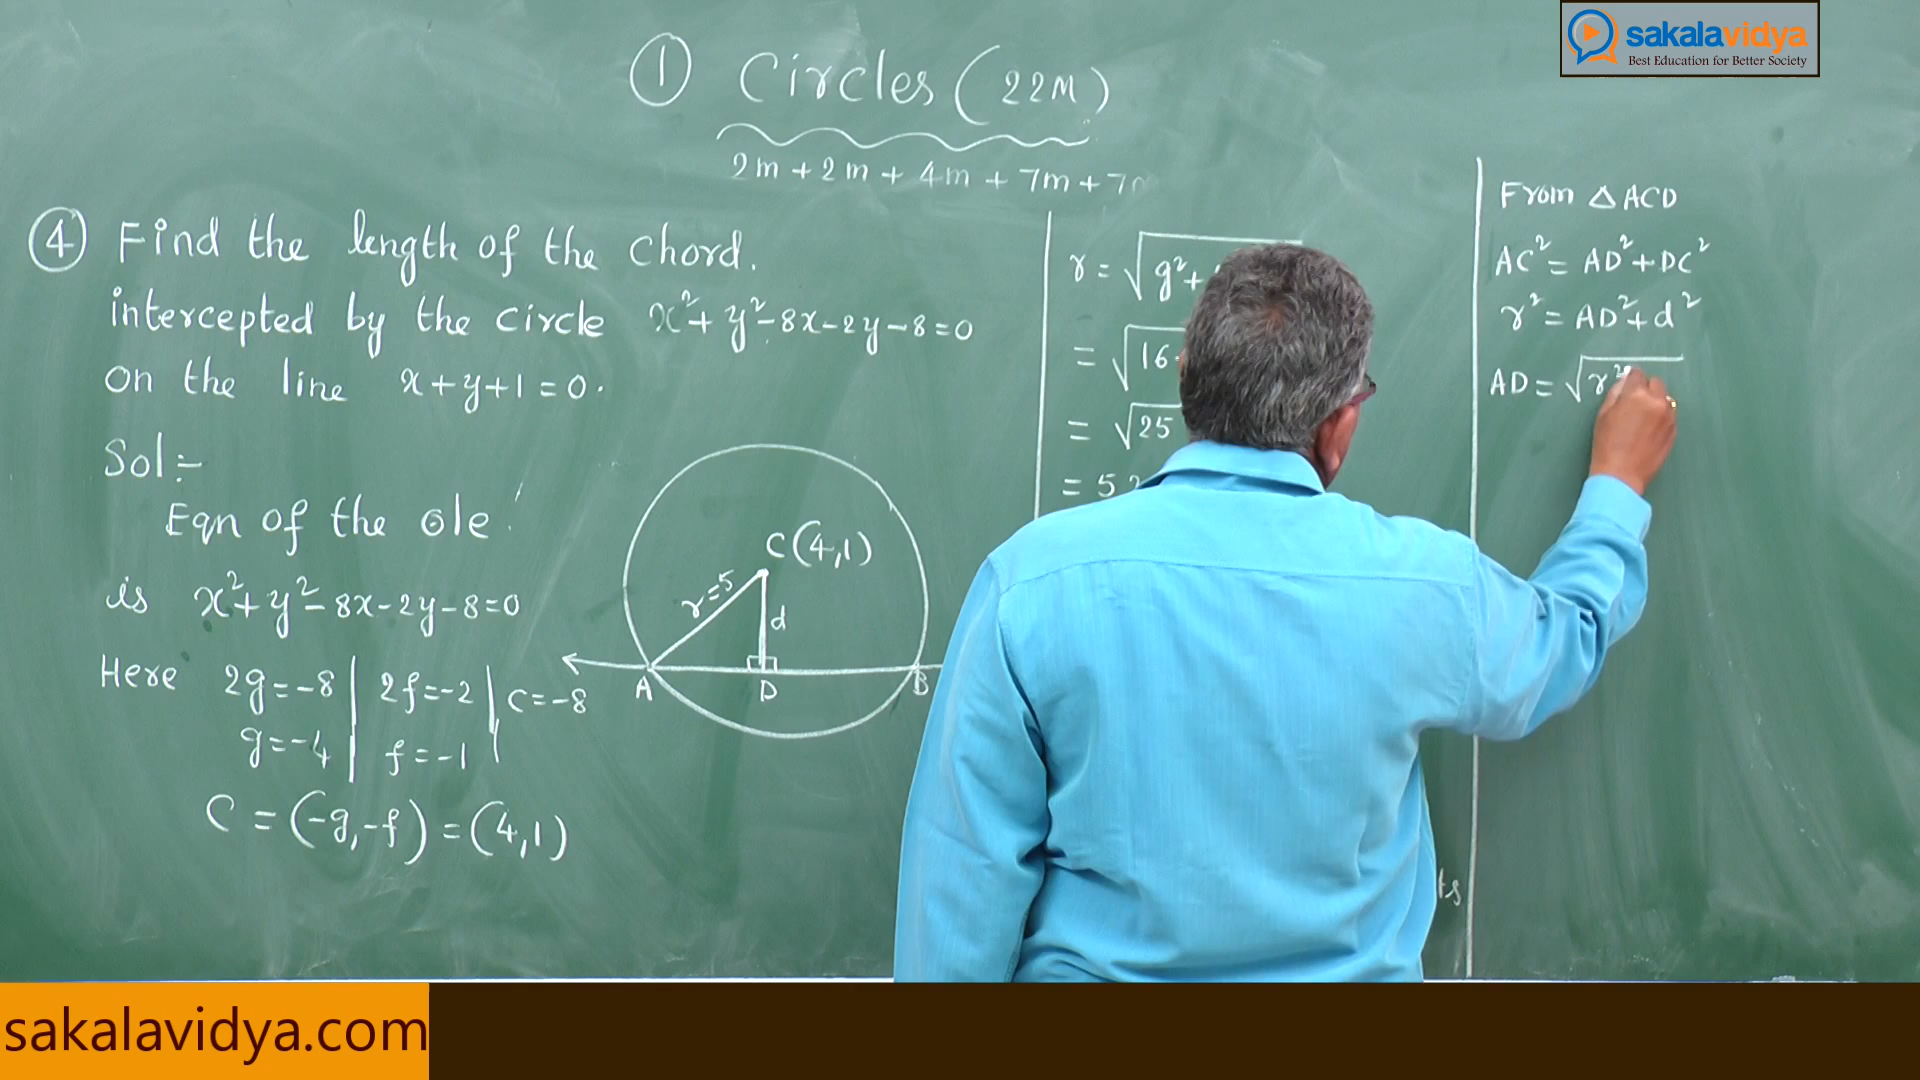 sakalavidya
Best Education for Better Society
① Circles (22M)
2m + 2m + 4m + 7m + 7
④ Find the length of the chord.
intercepted by the circle x²+y²-8x-2y-8=0
on the line x+y+1=0.
Sol:-
Eqn of the ole
is x²+y²-8x-2y-8=0
Here 2g=-8 | 2f=-2 | c=-8
g=-4 | f=-1
C = (-g,-f) = (4,1)
C(4,1)
r=5
d
A D B
r = √g²+
= √16
= √25
= 5
ts
From △ACD
AC² = AD²+DC²
r² = AD²+d²
AD = √r²
sakalavidya.com